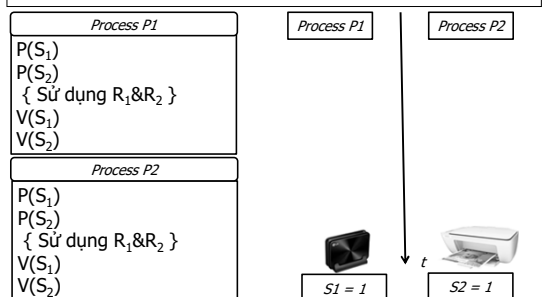 Process P1
P(S₁)
P(S₂)
{ Sử dụng R₁&R₂ }
V(S₁)
V(S₂)
Process P2
P(S₁)
P(S₂)
{ Sử dụng R₁&R₂ }
V(S₁)
V(S₂)
Process P1
Process P2
t
S1 = 1
S2 = 1